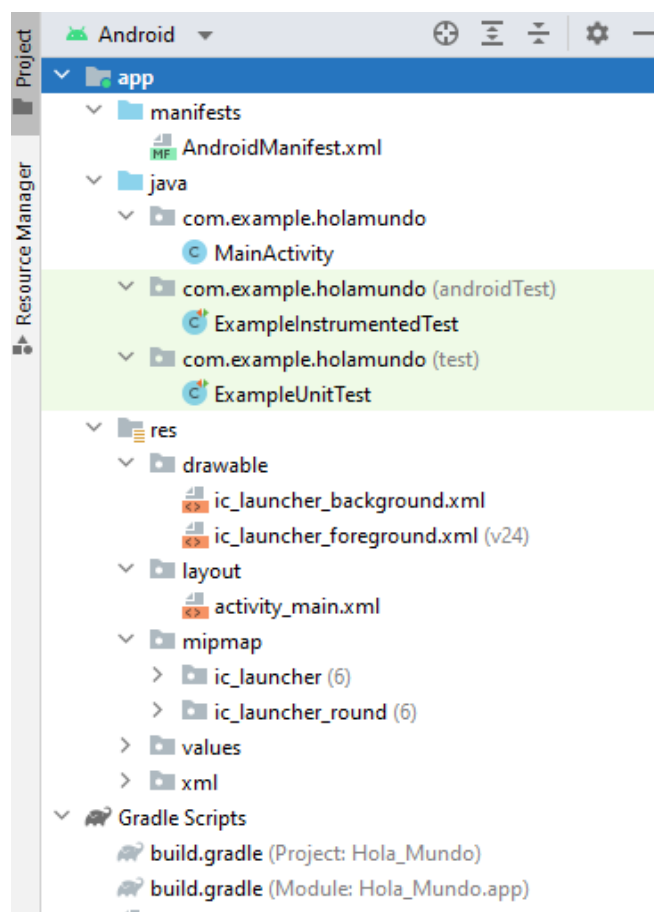 Project
Resource Manager
Android
app
manifests
MF AndroidManifest.xml
java
com.example.holamundo
C MainActivity
com.example.holamundo (androidTest)
C ExampleInstrumentedTest
com.example.holamundo (test)
C ExampleUnitTest
res
drawable
ic_launcher_background.xml
ic_launcher_foreground.xml (v24)
layout
activity_main.xml
mipmap
ic_launcher (6)
ic_launcher_round (6)
values
xml
Gradle Scripts
build.gradle (Project: Hola_Mundo)
build.gradle (Module: Hola_Mundo.app)